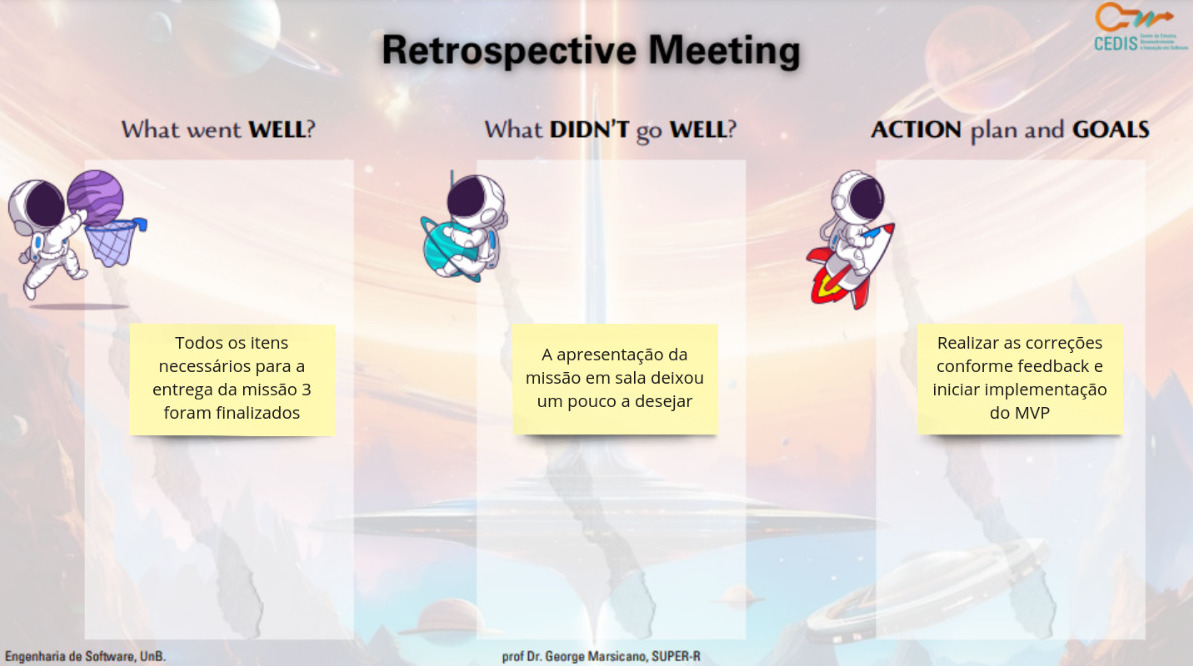 Retrospective Meeting
CEDIS
What went WELL?
What DIDN'T go WELL?
ACTION plan and GOALS
Todos os itens
necessários para a
entrega da missão 3
foram finalizados
A apresentação da
missão em sala deixou
um pouco a desejar
Realizar as correções
conforme feedback e
iniciar implementação
do MVP
Engenharia de Software, UnB.
prof Dr. George Marsicano, SUPER-R